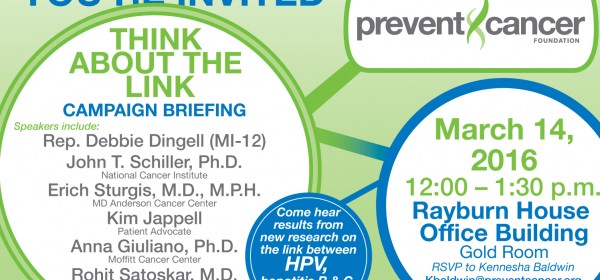 YOU'RE INVITED
prevent cancer
FOUNDATION
THINK
ABOUT THE
LINK
CAMPAIGN BRIEFING
Speakers include:
Rep. Debbie Dingell (MI-12)
John T. Schiller, Ph.D.
National Cancer Institute
Erich Sturgis, M.D., M.P.H.
MD Anderson Cancer Center
Kim Jappell
Patient Advocate
Anna Giuliano, Ph.D.
Moffitt Cancer Center
Rohit Satoskar, M.D.
Come hear
results from
new research on
the link between
HPV,
hepatitis B & C
March 14,
2016
12:00 – 1:30 p.m.
Rayburn House
Office Building
Gold Room
RSVP to Kennesha Baldwin
Kbaldwin@preventcancer.org